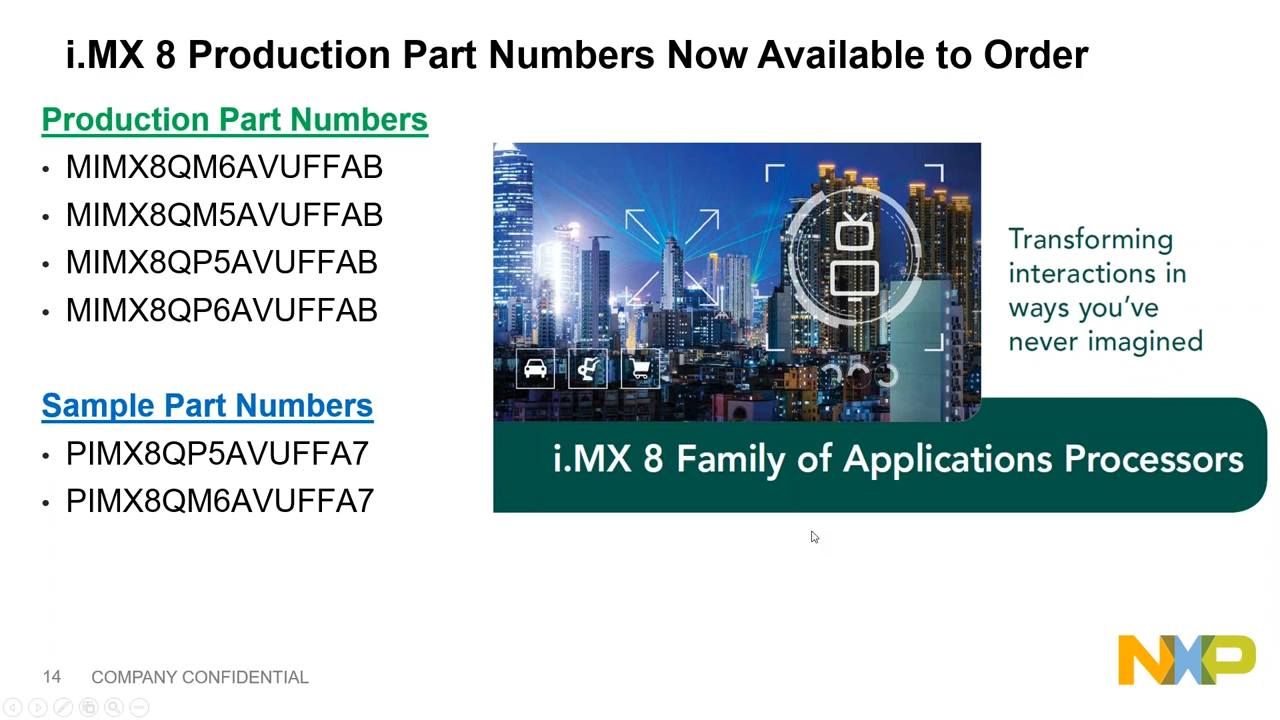 i.MX 8 Production Part Numbers Now Available to Order
Production Part Numbers
• MIMX8QM6AVUFFAB
• MIMX8QM5AVUFFAB
• MIMX8QP5AVUFFAB
• MIMX8QP6AVUFFAB
Sample Part Numbers
• PIMX8QP5AVUFFA7
• PIMX8QM6AVUFFA7
Transforming
interactions in
ways you've
never imagined
i.MX 8 Family of Applications Processors
14 COMPANY CONFIDENTIAL
NXP